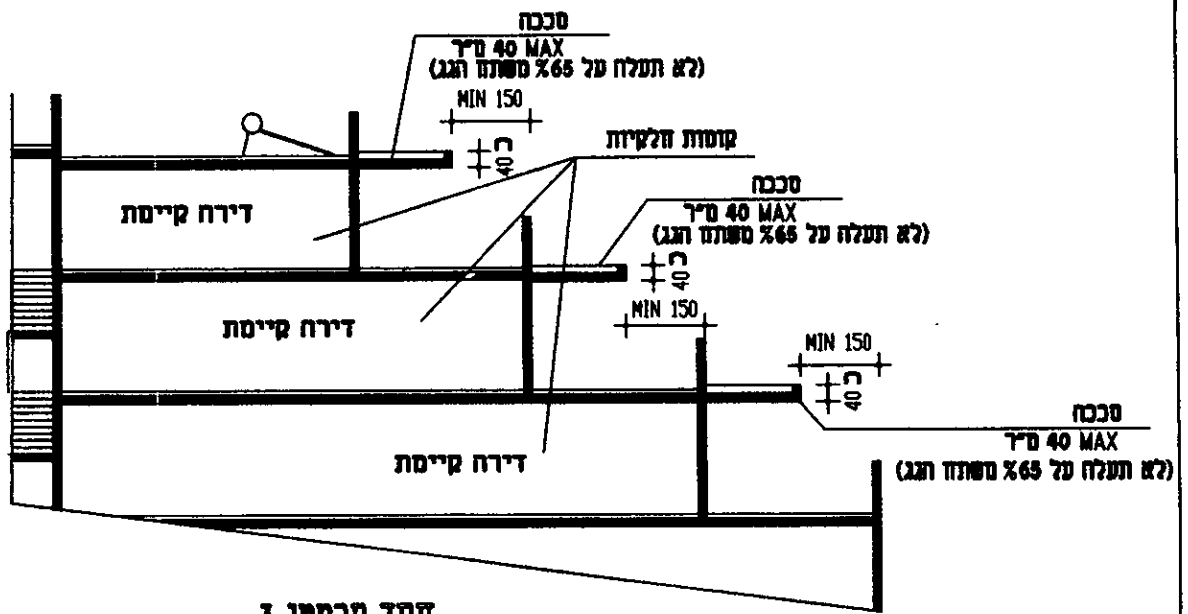 סככה
40 MAX מ"ר
(לא תעלה על 65% משטח הגג)
MIN 150
40 ס
קומות חלקיות
דירה קיימת
סככה
40 MAX מ"ר
(לא תעלה על 65% משטח הגג)
40 ס
MIN 150
דירה קיימת
MIN 150
40 ס
סככה
40 MAX מ"ר
(לא תעלה על 65% משטח הגג)
דירה קיימת